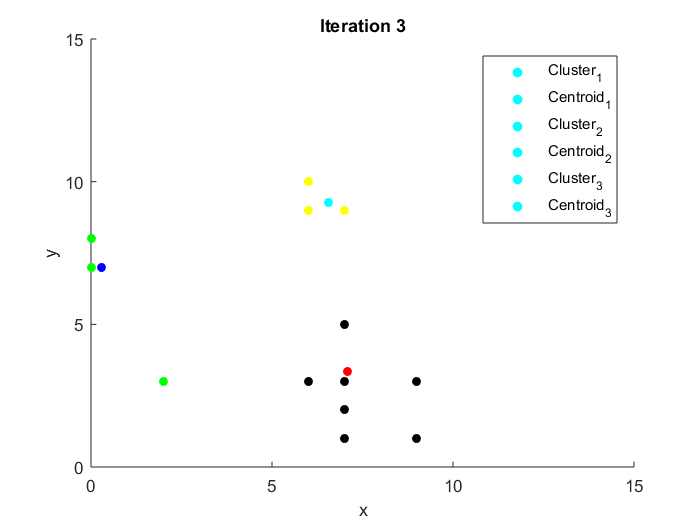 Iteration 3
15
10
5
0
y
0
5
10
15
x
Cluster₁
Centroid₁
Cluster₂
Centroid₂
Cluster₃
Centroid₃